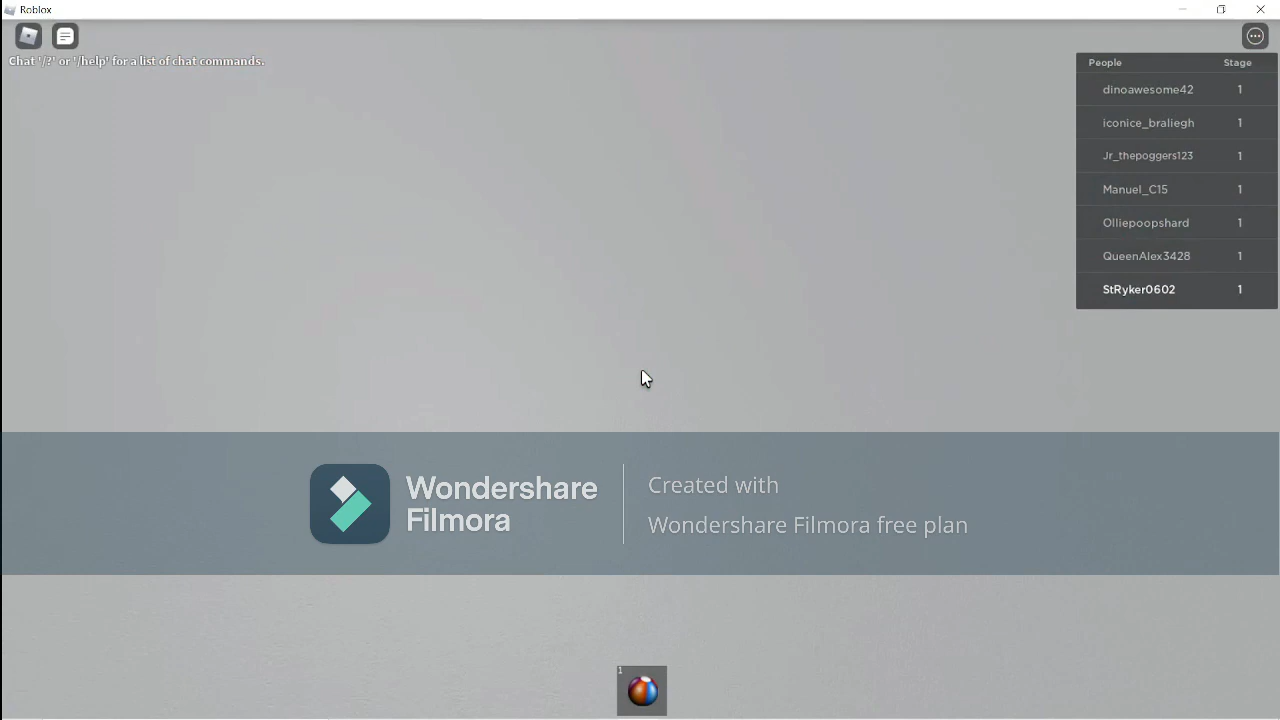 Roblox
Chat '/?' or '/help' for a list of chat commands.
People Stage
dinoawesome42 1
iconice_braliegh 1
Jr_thepoggers123 1
Manuel_C15 1
Olliepoopshard 1
QueenAlex3428 1
StRyker0602 1
Wondershare
Filmora
Created with
Wondershare Filmora free plan
1